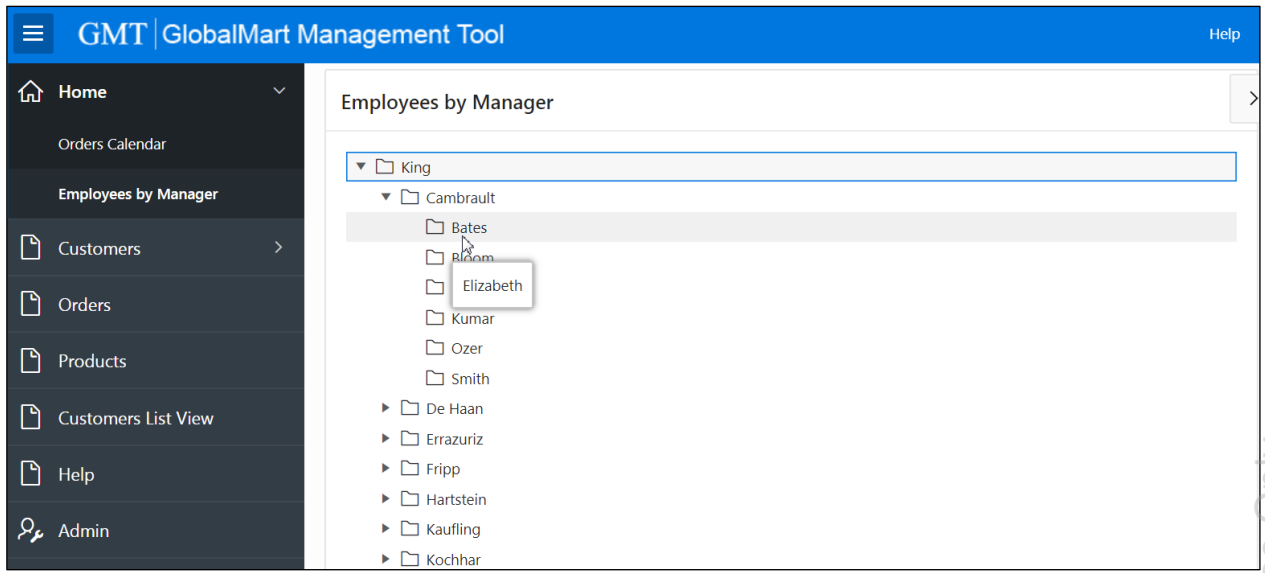 GMT GlobalMart Management Tool
Help
Home
Orders Calendar
Employees by Manager
Customers
Orders
Products
Customers List View
Help
Admin
Employees by Manager
King
Cambrault
Bates
Bloom
Elizabeth
Kumar
Ozer
Smith
De Haan
Errazuriz
Fripp
Hartstein
Kaufling
Kochhar